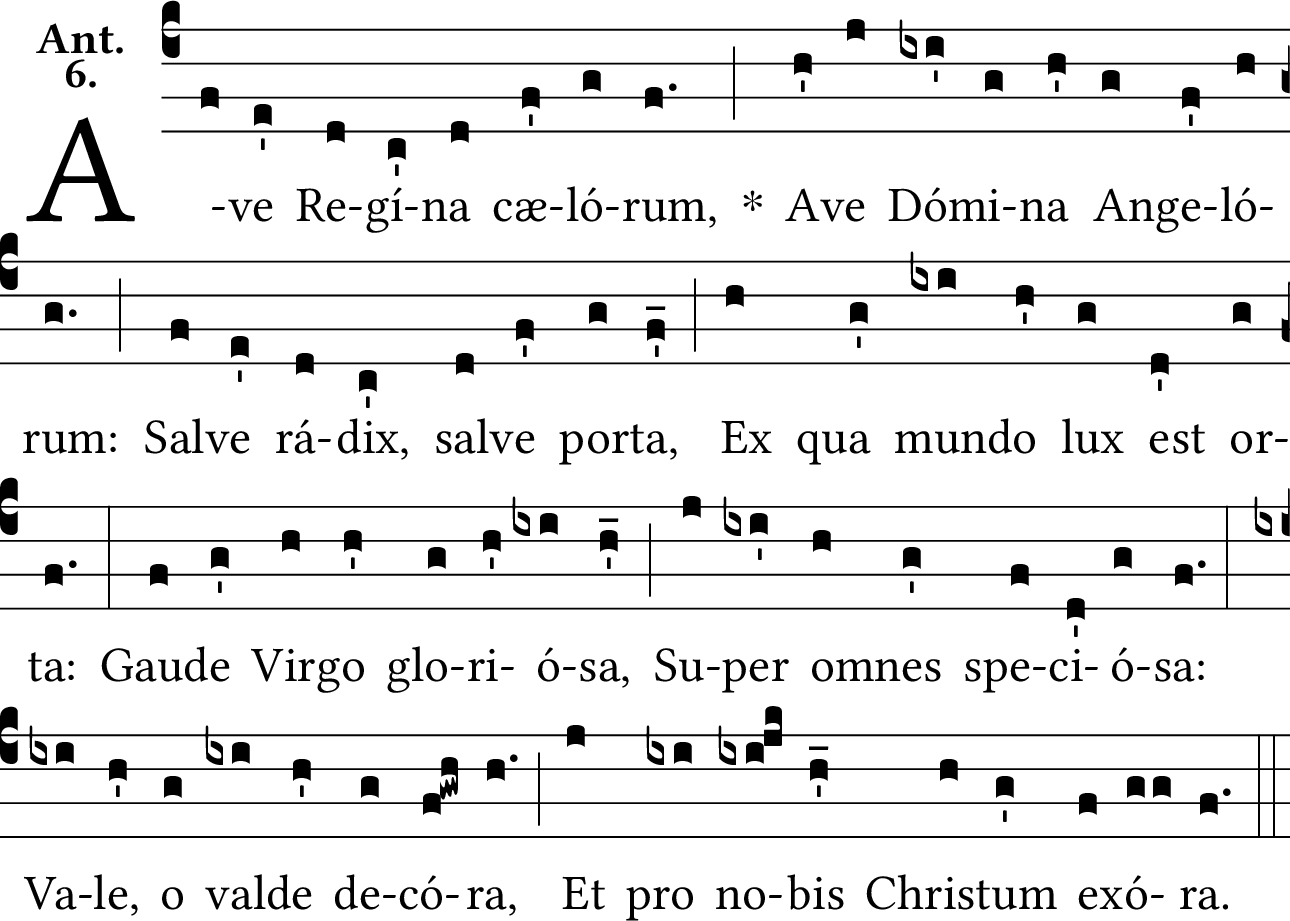 Ant.
6.
A -ve Re-gí-na cæ-ló-rum, * Ave Dómi-na Ange-ló-
rum: Salve rá-dix, salve porta, Ex qua mundo lux est or-
ta: Gaude Virgo glo-ri- ó-sa, Su-per omnes spe-ci- ó-sa:
Va-le, o valde de-có-ra, Et pro no-bis Christum exó- ra.